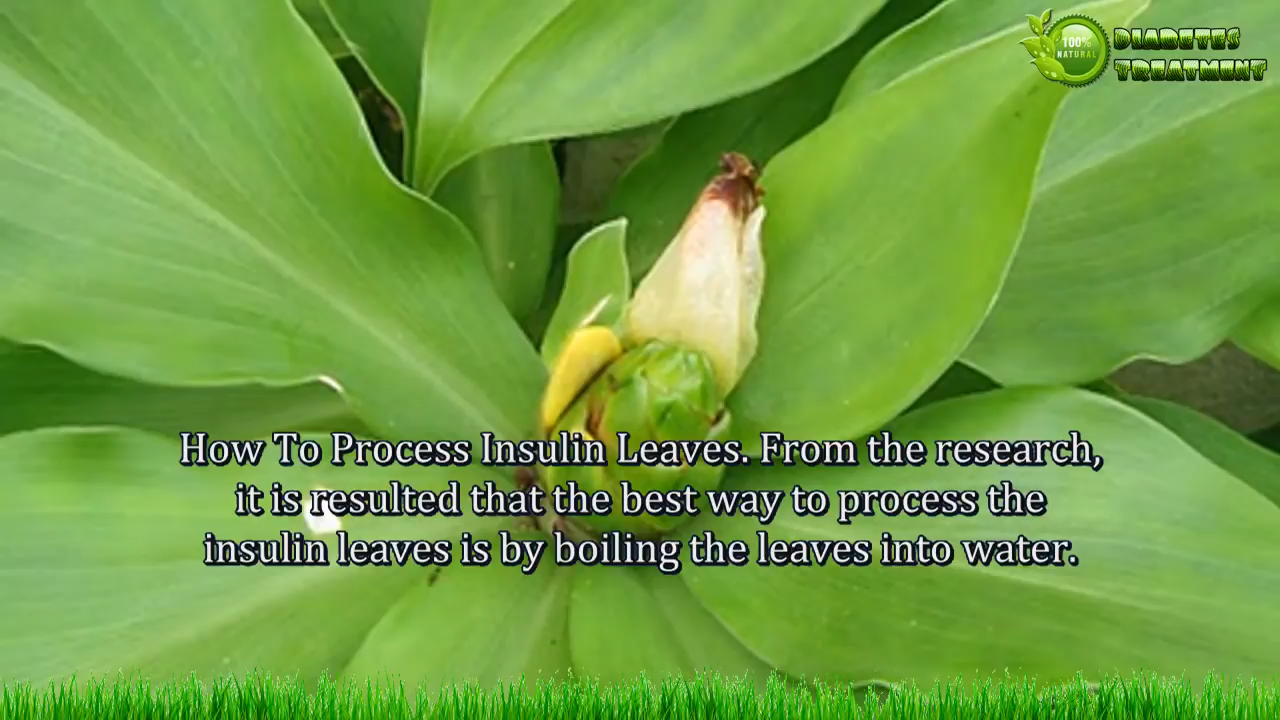 100%
NATURAL
DIABETES
TREATMENT
How To Process Insulin Leaves. From the research,
it is resulted that the best way to process the
insulin leaves is by boiling the leaves into water.